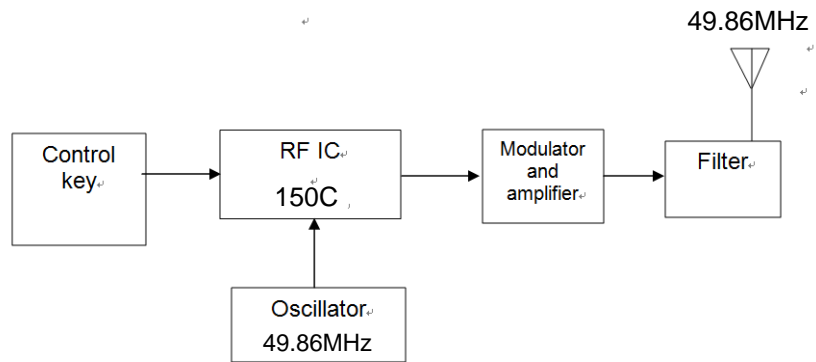 49.86MHz
Control
key
RF IC
150C
Modulator
and
amplifier
Filter
Oscillator
49.86MHz